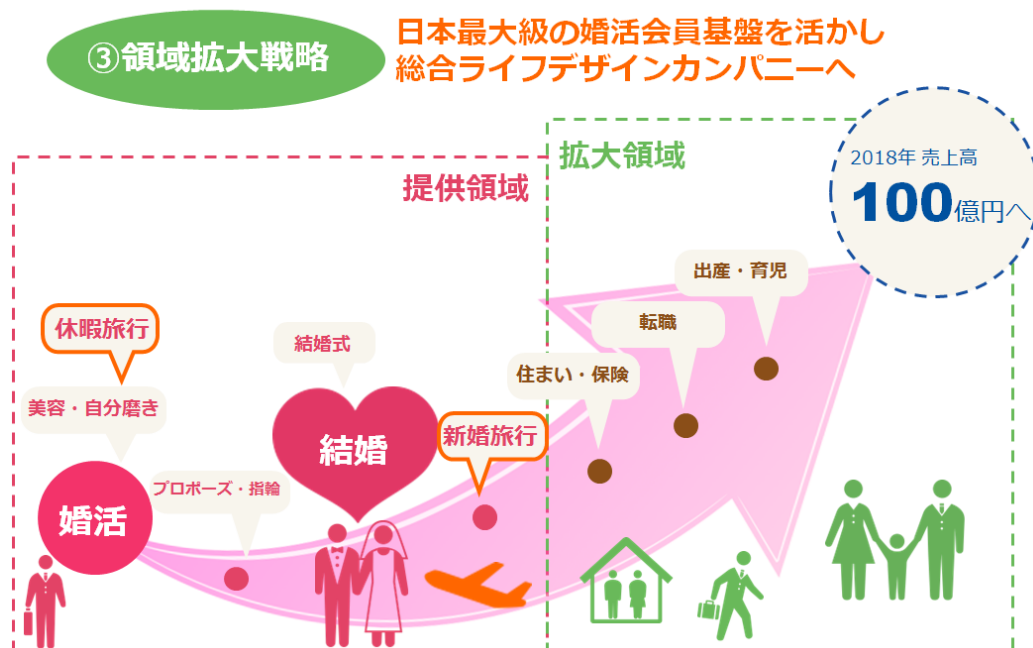 ③領域拡大戦略
日本最大級の婚活会員基盤を活かし
総合ライフデザインカンパニーへ
提供領域
拡大領域
2018年 売上高
100億円へ
休暇旅行
美容・自分磨き
婚活
プロポーズ・指輪
結婚式
結婚
新婚旅行
住まい・保険
転職
出産・育児